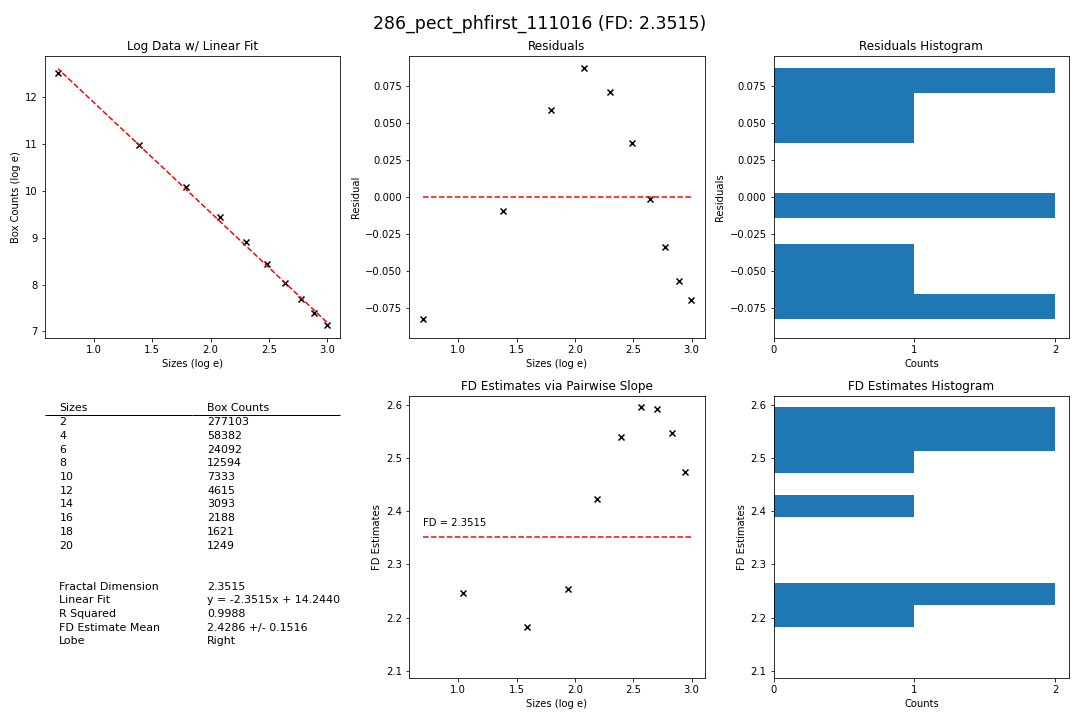 286_pect_phfirst_111016 (FD: 2.3515)
Log Data w/ Linear Fit
Box Counts (log e)
12
11
10
9
8
7
1.0 1.5 2.0 2.5 3.0
Sizes (log e)
Residuals
Residual
0.075
0.050
0.025
0.000
−0.025
−0.050
−0.075
1.0 1.5 2.0 2.5 3.0
Sizes (log e)
Residuals Histogram
Residuals
0.075
0.050
0.025
0.000
−0.025
−0.050
−0.075
0 1 2
Counts
Sizes Box Counts
2 277103
4 58382
6 24092
8 12594
10 7333
12 4615
14 3093
16 2188
18 1621
20 1249
Fractal Dimension 2.3515
Linear Fit y = -2.3515x + 14.2440
R Squared 0.9988
FD Estimate Mean 2.4286 +/- 0.1516
Lobe Right
FD Estimates via Pairwise Slope
FD Estimates
2.6
2.5
2.4
2.3
2.2
2.1
FD = 2.3515
1.0 1.5 2.0 2.5 3.0
Sizes (log e)
FD Estimates Histogram
FD Estimates
2.6
2.5
2.4
2.3
2.2
2.1
0 1 2
Counts